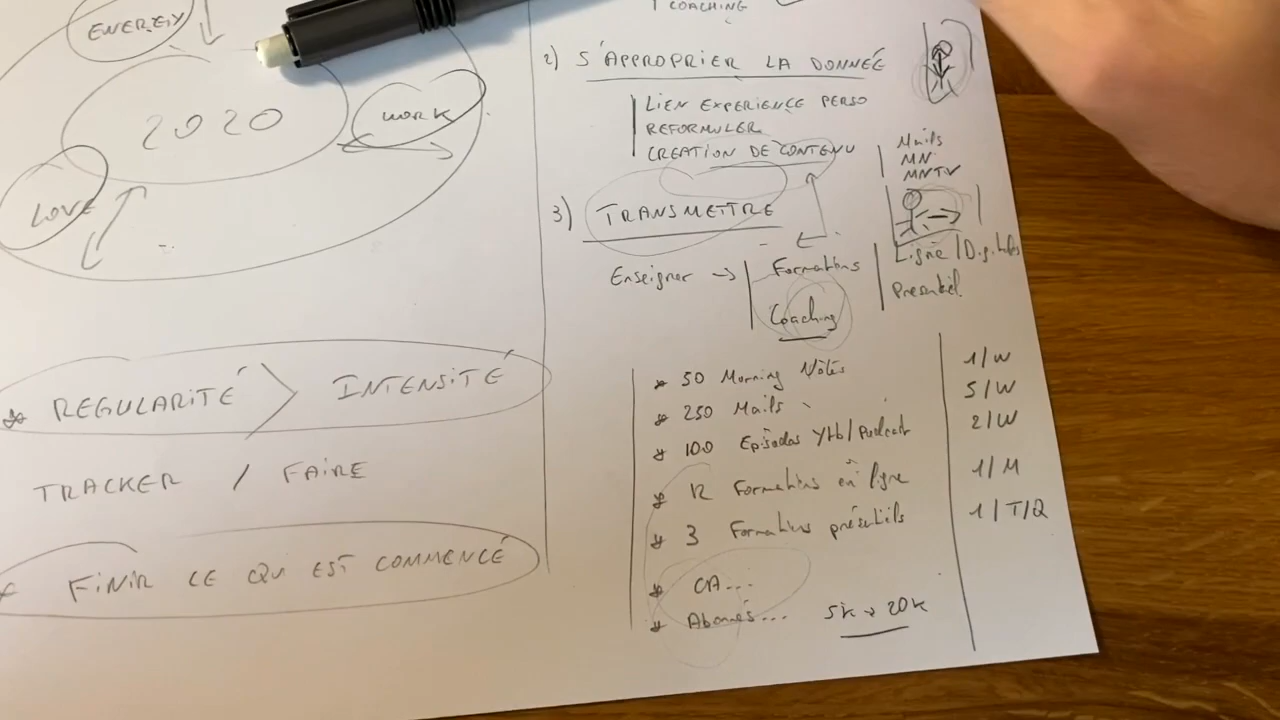 ENERGY
2020
WORK
LOVE
REGULARITÉ > INTENSITÉ
TRACKER / FAIRE
FINIR CE QUI EST COMMENCÉ
COACHING
2) S'APPROPRIER LA DONNÉE
LIEN EXPERIENCE PERSO
REFORMULER
CREATION DE CONTENU
Mails
MN
MNTV
3) TRANSMETTRE
Enseigner → Formations
Coaching
Ligne / Digitales
Presentiel
50 Morning Notes 1/W
250 Mails 5/W
100 Episodes Ytb/Podcast 2/W
12 Formations en ligne 1/M
3 Formations présentiels 1/T/Q
CA...
Abonnés... 5k → 20k